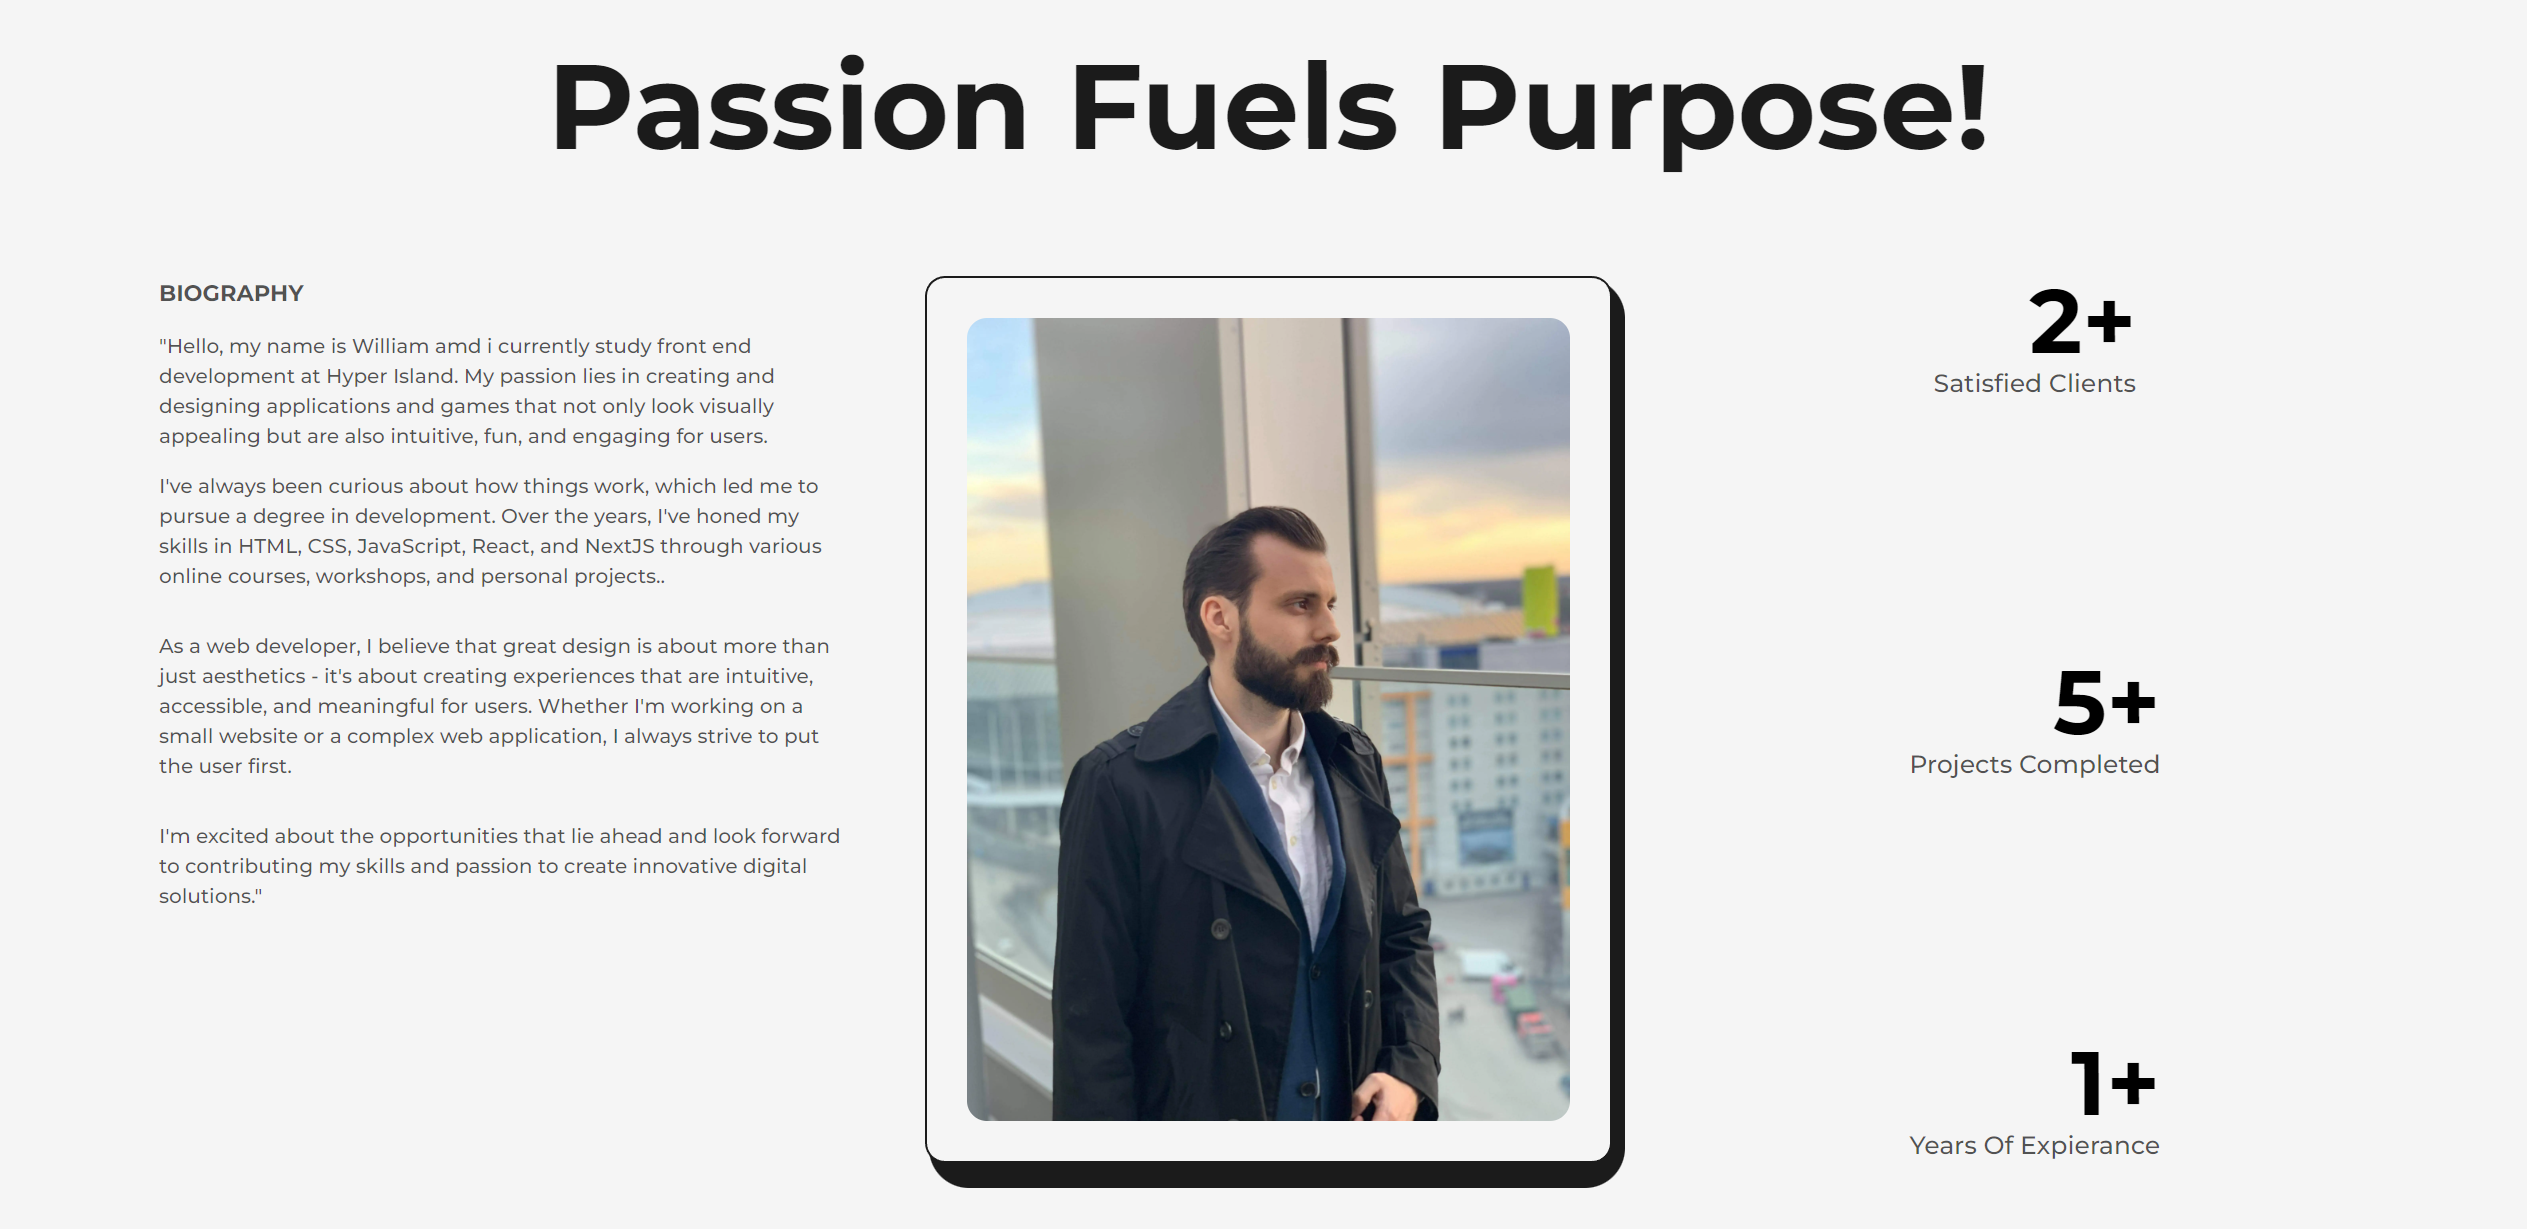 Passion Fuels Purpose!
BIOGRAPHY
"Hello, my name is William amd i currently study front end
development at Hyper Island. My passion lies in creating and
designing applications and games that not only look visually
appealing but are also intuitive, fun, and engaging for users.
I've always been curious about how things work, which led me to
pursue a degree in development. Over the years, I've honed my
skills in HTML, CSS, JavaScript, React, and NextJS through various
online courses, workshops, and personal projects..
As a web developer, I believe that great design is about more than
just aesthetics - it's about creating experiences that are intuitive,
accessible, and meaningful for users. Whether I'm working on a
small website or a complex web application, I always strive to put
the user first.
I'm excited about the opportunities that lie ahead and look forward
to contributing my skills and passion to create innovative digital
solutions."
2+
Satisfied Clients
5+
Projects Completed
1+
Years Of Expierance